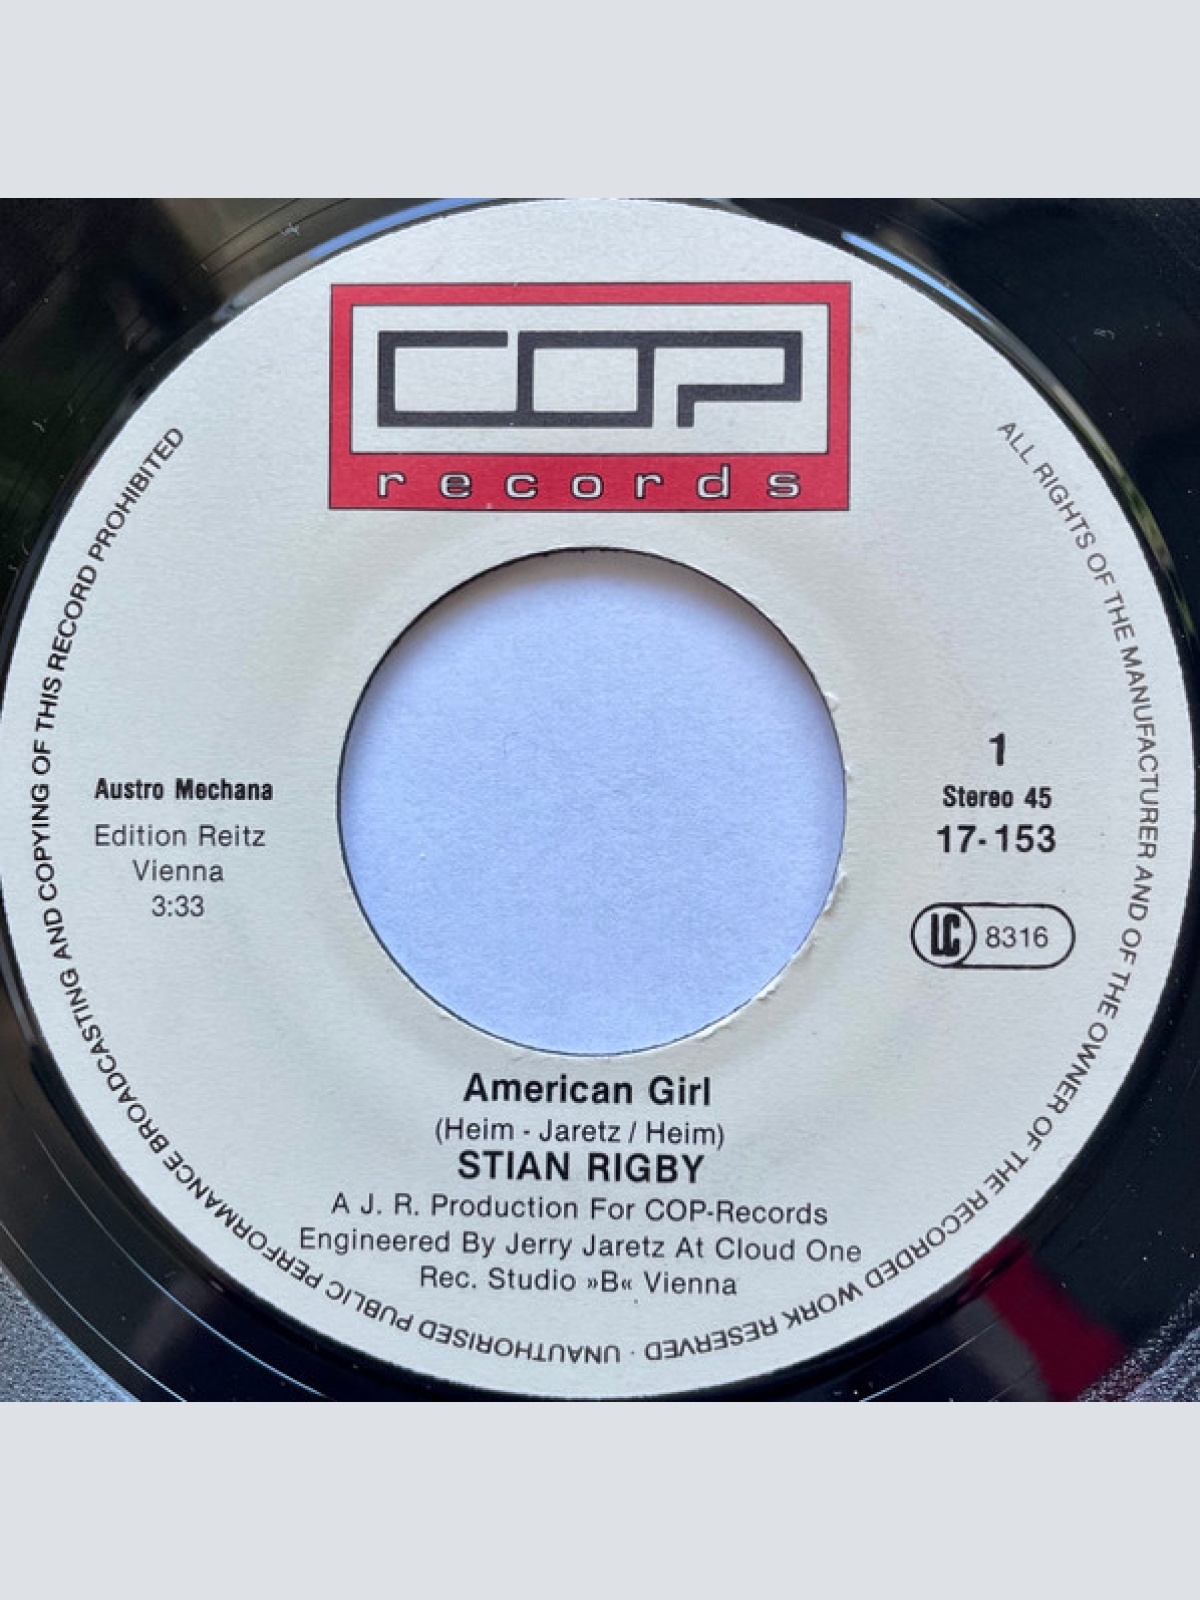 COP
records
Austro Mechana
Edition Reitz
Vienna
3:33
1
Stereo 45
17-153
LC 8316
American Girl
(Heim - Jaretz / Heim)
STIAN RIGBY
A J. R. Production For COP-Records
Engineered By Jerry Jaretz At Cloud One
Rec. Studio »B« Vienna
ALL RIGHTS OF THE MANUFACTURER AND OF THE OWNER OF THE RECORDED WORK RESERVED · UNAUTHORISED PUBLIC PERFORMANCE BROADCASTING AND COPYING OF THIS RECORD PROHIBITED